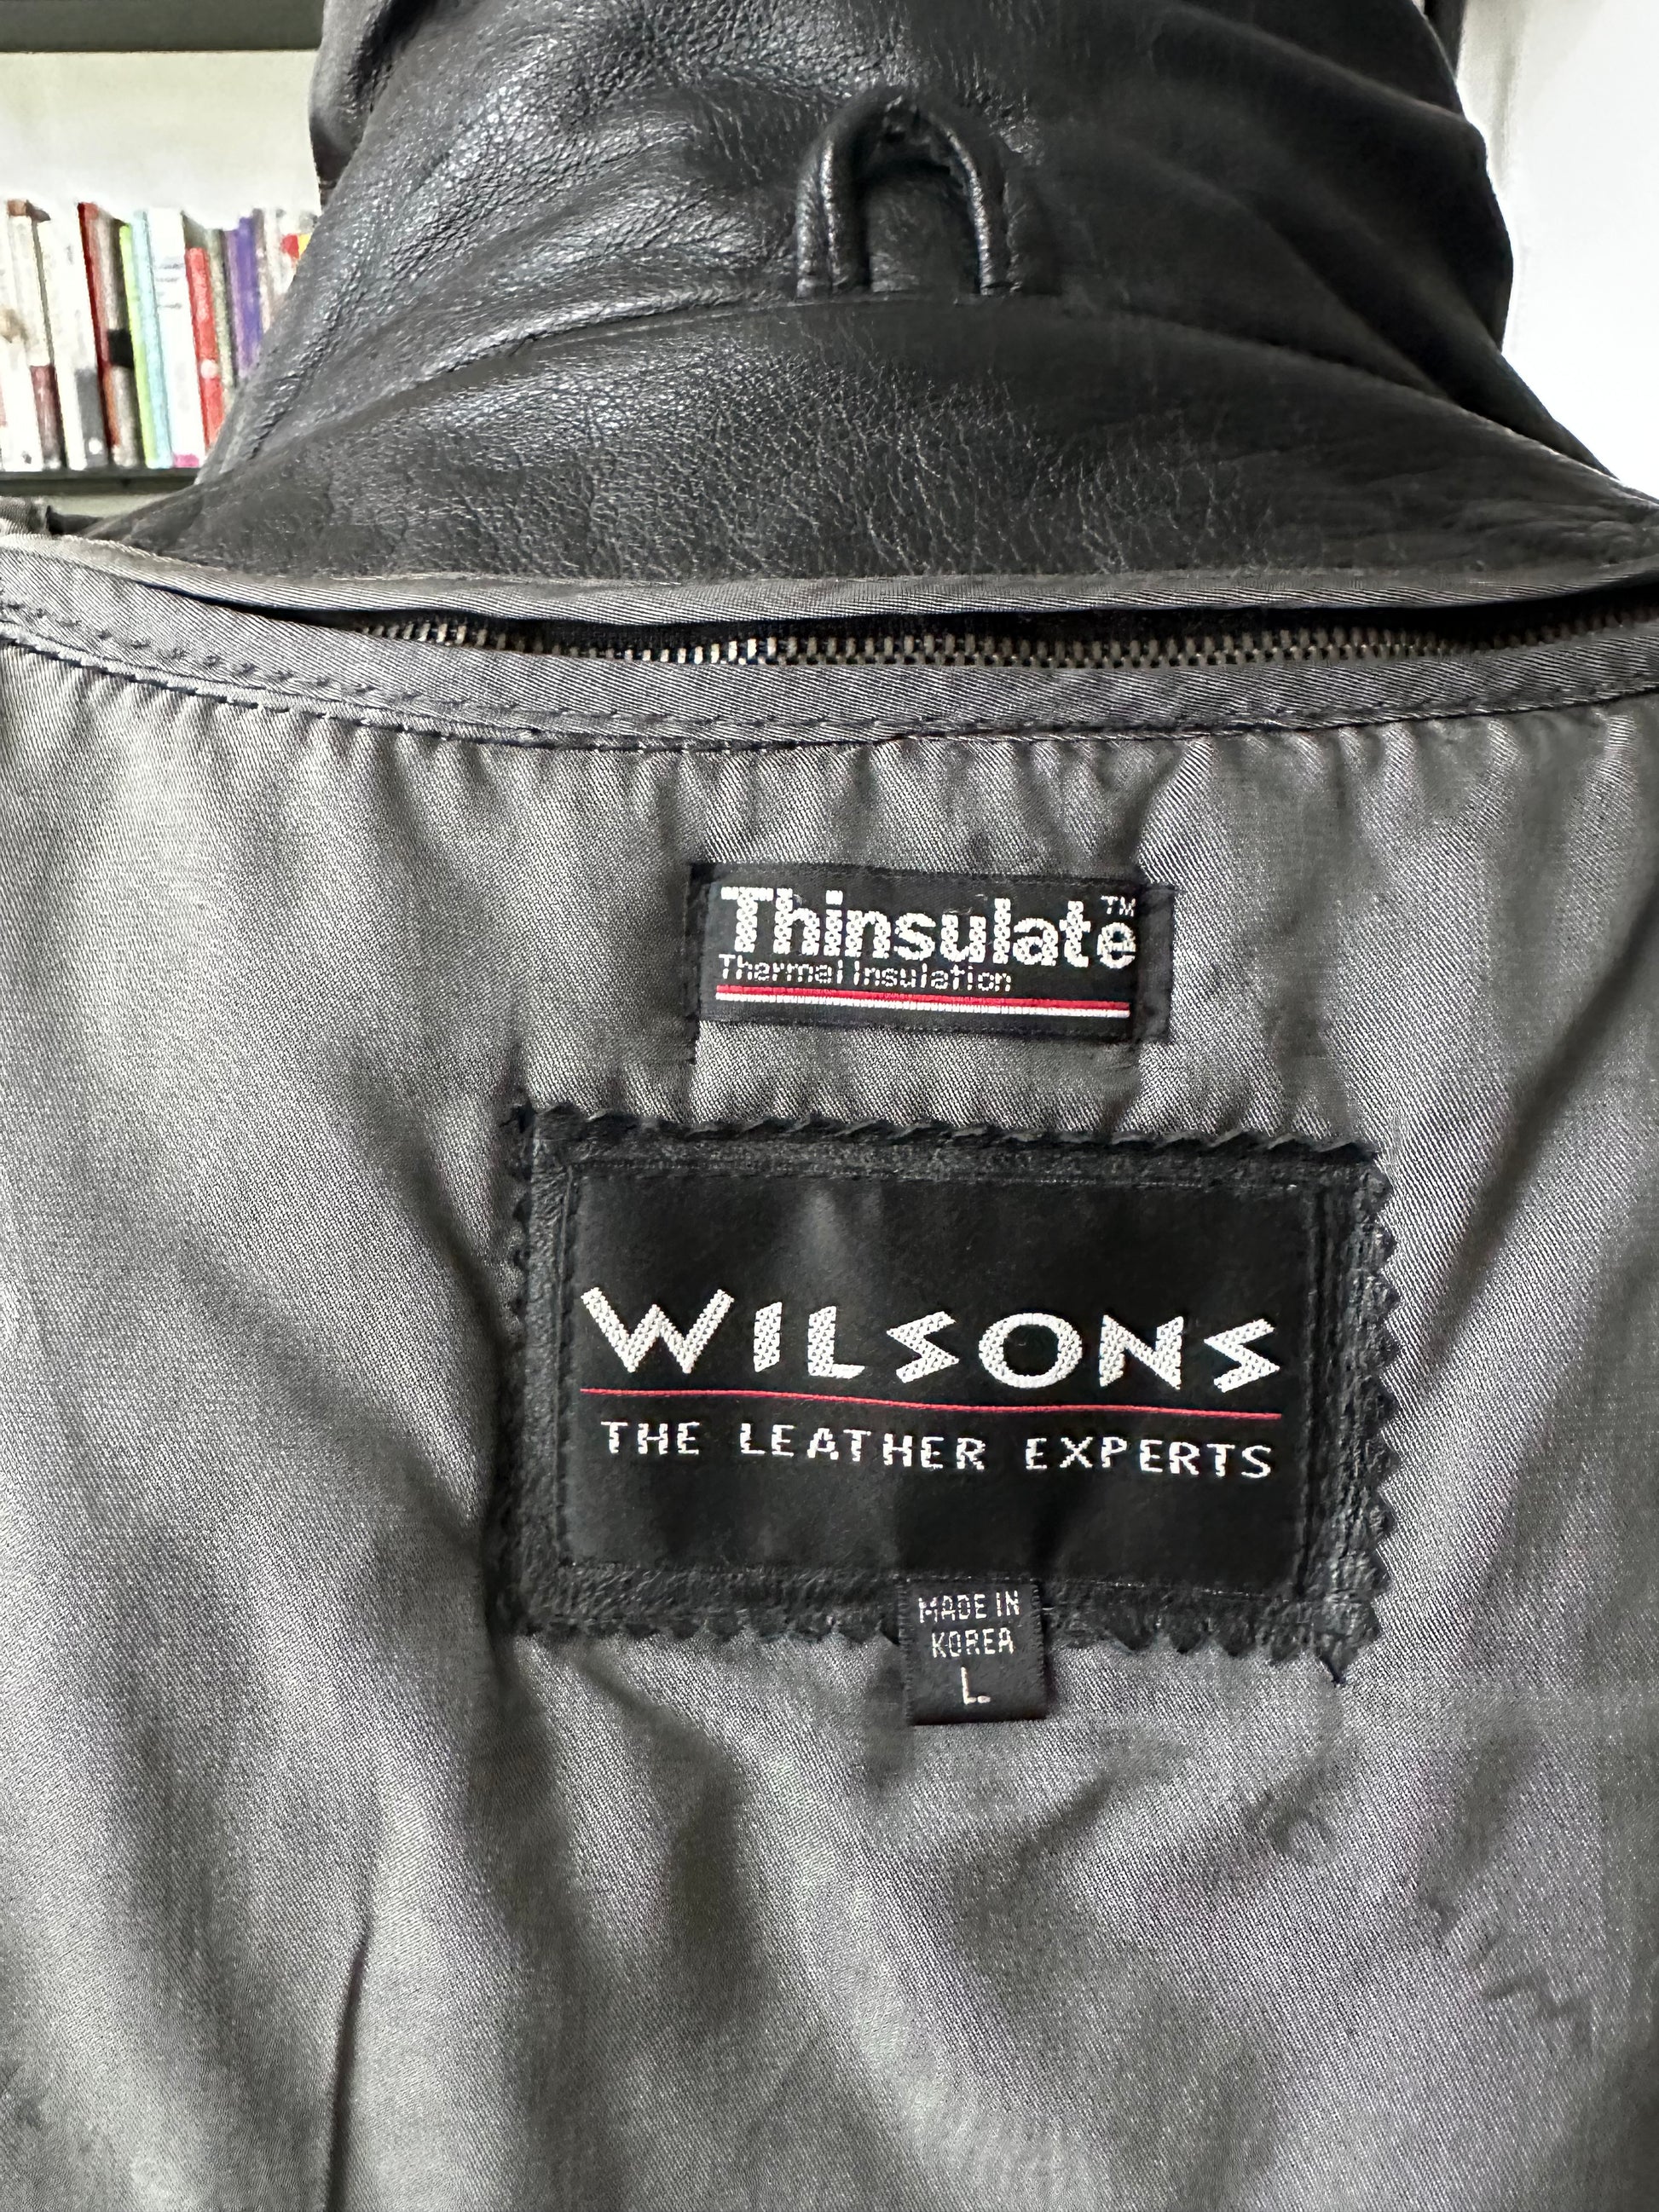 Thinsulate™
Thermal Insulation
WILSONS
THE LEATHER EXPERTS
MADE IN
KOREA
L